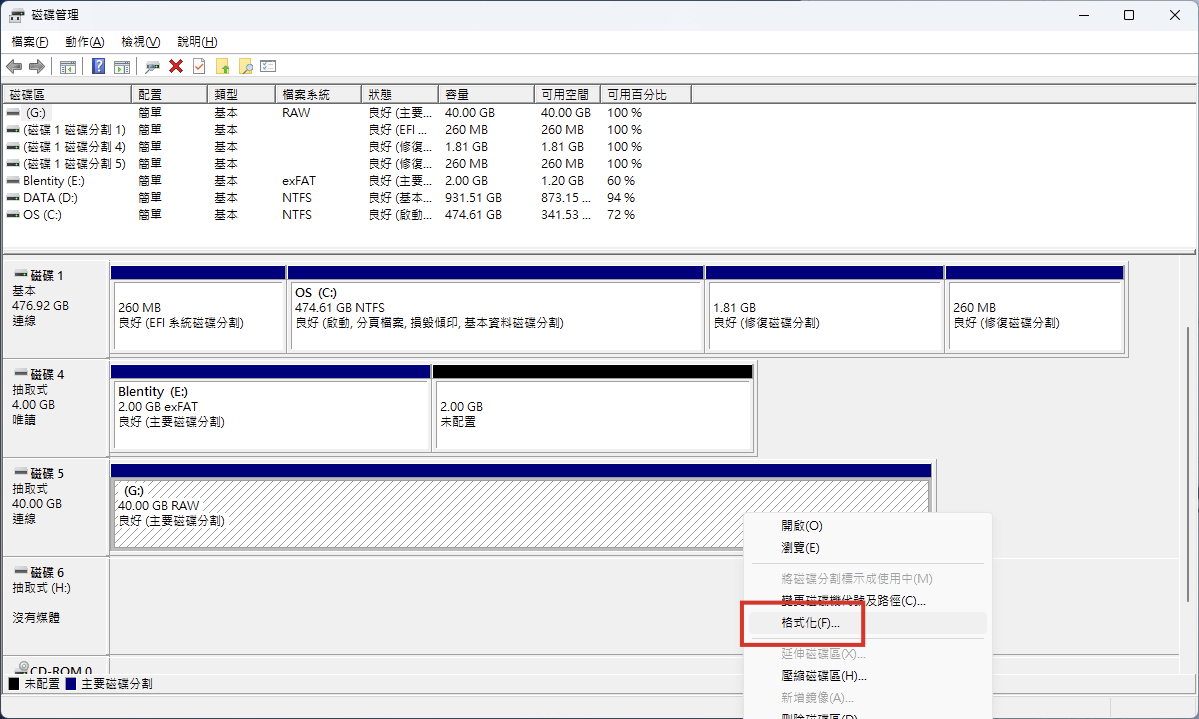 磁碟管理
檔案(F) 動作(A) 檢視(V) 說明(H)
磁碟區 配置 類型 檔案系統 狀態 容量 可用空間 可用百分比
(G:) 簡單 基本 RAW 良好 (主要... 40.00 GB 40.00 GB 100 %
(磁碟 1 磁碟分割 1) 簡單 基本 良好 (EFI ... 260 MB 260 MB 100 %
(磁碟 1 磁碟分割 4) 簡單 基本 良好 (修復... 1.81 GB 1.81 GB 100 %
(磁碟 1 磁碟分割 5) 簡單 基本 良好 (修復... 260 MB 260 MB 100 %
Blentity (E:) 簡單 基本 exFAT 良好 (主要... 2.00 GB 1.20 GB 60 %
DATA (D:) 簡單 基本 NTFS 良好 (基本... 931.51 GB 873.15 ... 94 %
OS (C:) 簡單 基本 NTFS 良好 (啟動... 474.61 GB 341.53 ... 72 %
磁碟 1
基本
476.92 GB
連線
260 MB
良好 (EFI 系統磁碟分割)
OS (C:)
474.61 GB NTFS
良好 (啟動, 分頁檔案, 損毀傾印, 基本資料磁碟分割)
1.81 GB
良好 (修復磁碟分割)
260 MB
良好 (修復磁碟分割)
磁碟 4
抽取式
4.00 GB
唯讀
Blentity (E:)
2.00 GB exFAT
良好 (主要磁碟分割)
2.00 GB
未配置
磁碟 5
抽取式
40.00 GB
連線
(G:)
40.00 GB RAW
良好 (主要磁碟分割)
磁碟 6
抽取式 (H:)
沒有媒體
CD-ROM 0
未配置 主要磁碟分割
開啟(O)
瀏覽(E)
將磁碟分割標示成使用中(M)
變更磁碟機代號及路徑(C)...
格式化(F)...
延伸磁碟區(X)...
壓縮磁碟區(H)...
新增鏡像(A)...
刪除磁碟區(D)...